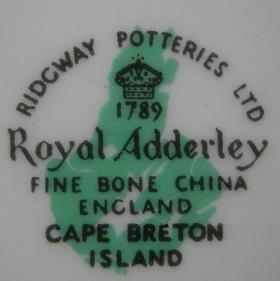 RIDGWAY POTTERIES LTD
1789
Royal Adderley
FINE BONE CHINA
ENGLAND
CAPE BRETON
ISLAND